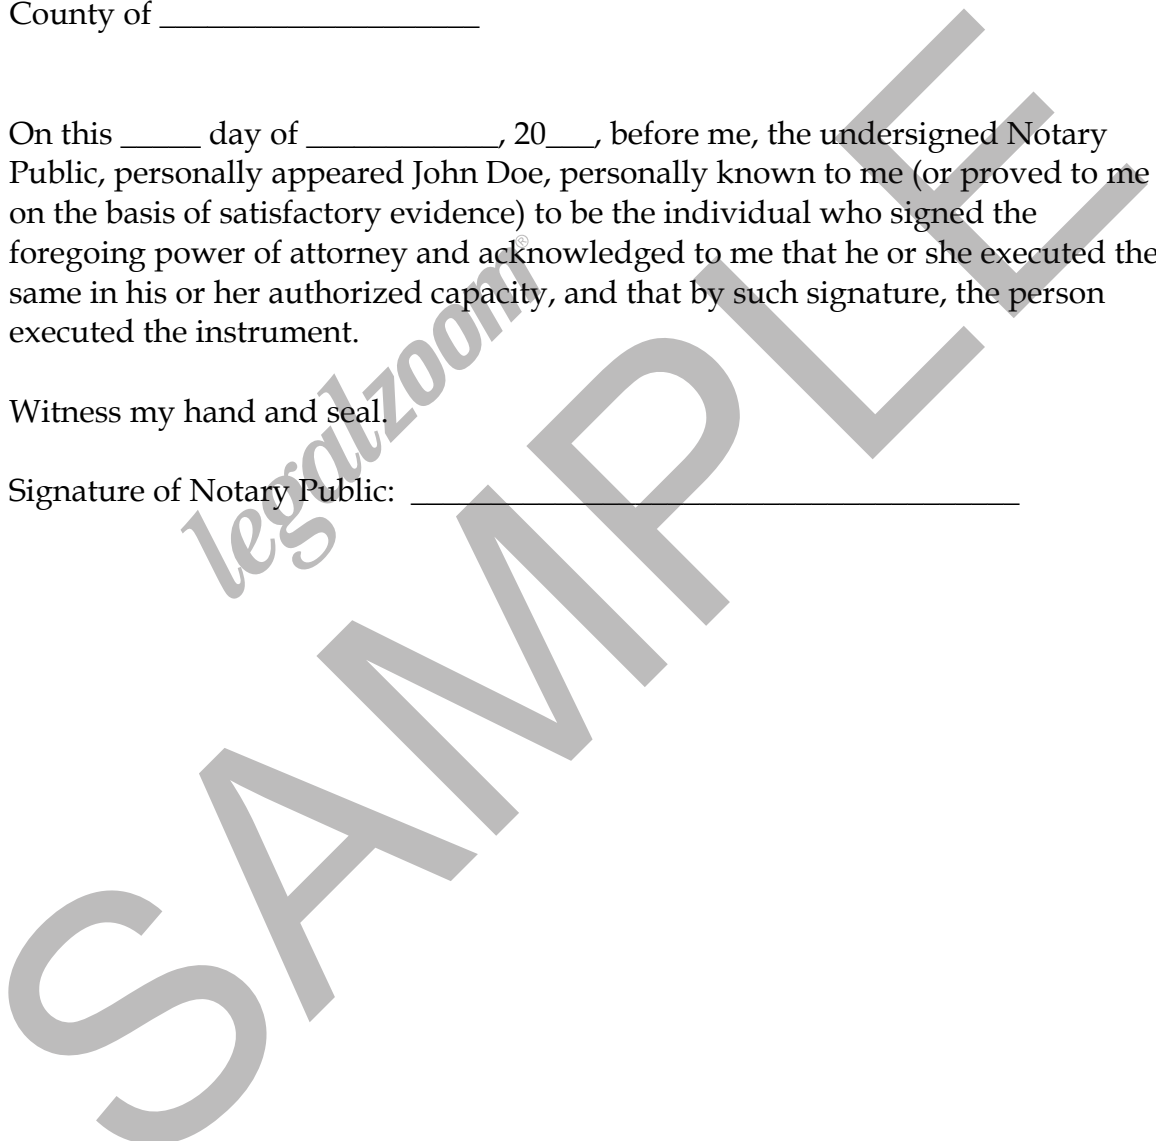 County of ____________________
On this _____ day of ____________, 20___, before me, the undersigned Notary
Public, personally appeared John Doe, personally known to me (or proved to me
on the basis of satisfactory evidence) to be the individual who signed the
foregoing power of attorney and acknowledged to me that he or she executed the
same in his or her authorized capacity, and that by such signature, the person
executed the instrument.
Witness my hand and seal.
Signature of Notary Public: ______________________________________
legalzoom®
SAMPLE